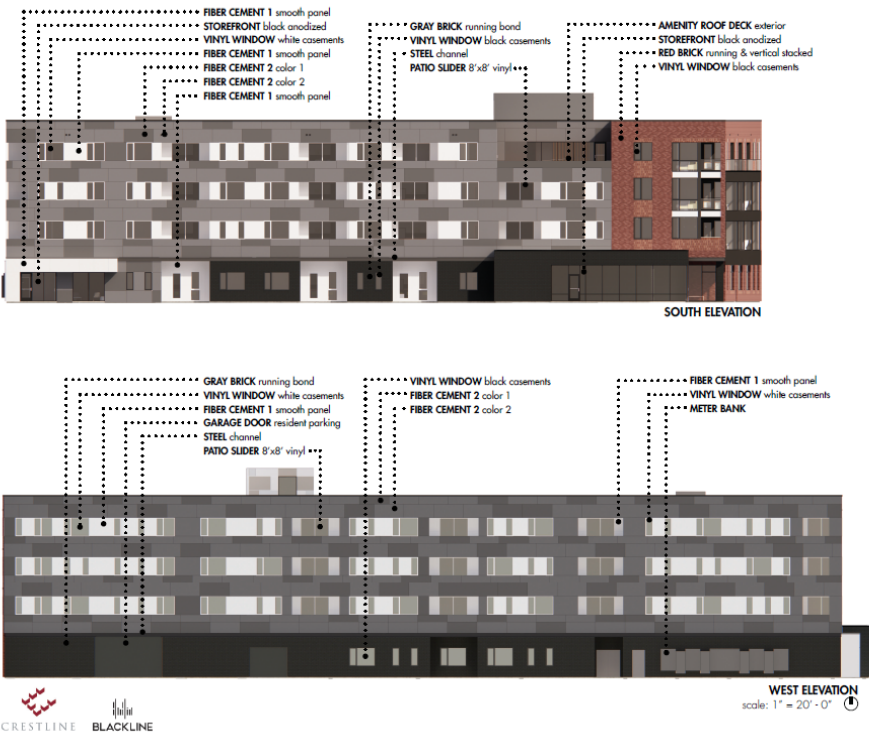 FIBER CEMENT 1 smooth panel
STOREFRONT black anodized
VINYL WINDOW white casements
FIBER CEMENT 1 smooth panel
FIBER CEMENT 2 color 1
FIBER CEMENT 2 color 2
FIBER CEMENT 1 smooth panel
GRAY BRICK running bond
VINYL WINDOW black casements
STEEL channel
PATIO SLIDER 8'x8' vinyl
AMENITY ROOF DECK exterior
STOREFRONT black anodized
RED BRICK running & vertical stacked
VINYL WINDOW black casements
SOUTH ELEVATION
GRAY BRICK running bond
VINYL WINDOW white casements
FIBER CEMENT 1 smooth panel
GARAGE DOOR resident parking
STEEL channel
PATIO SLIDER 8'x8' vinyl
VINYL WINDOW black casements
FIBER CEMENT 2 color 1
FIBER CEMENT 2 color 2
FIBER CEMENT 1 smooth panel
VINYL WINDOW white casements
METER BANK
WEST ELEVATION
scale: 1" = 20' - 0"
CRESTLINE
BLACKLINE